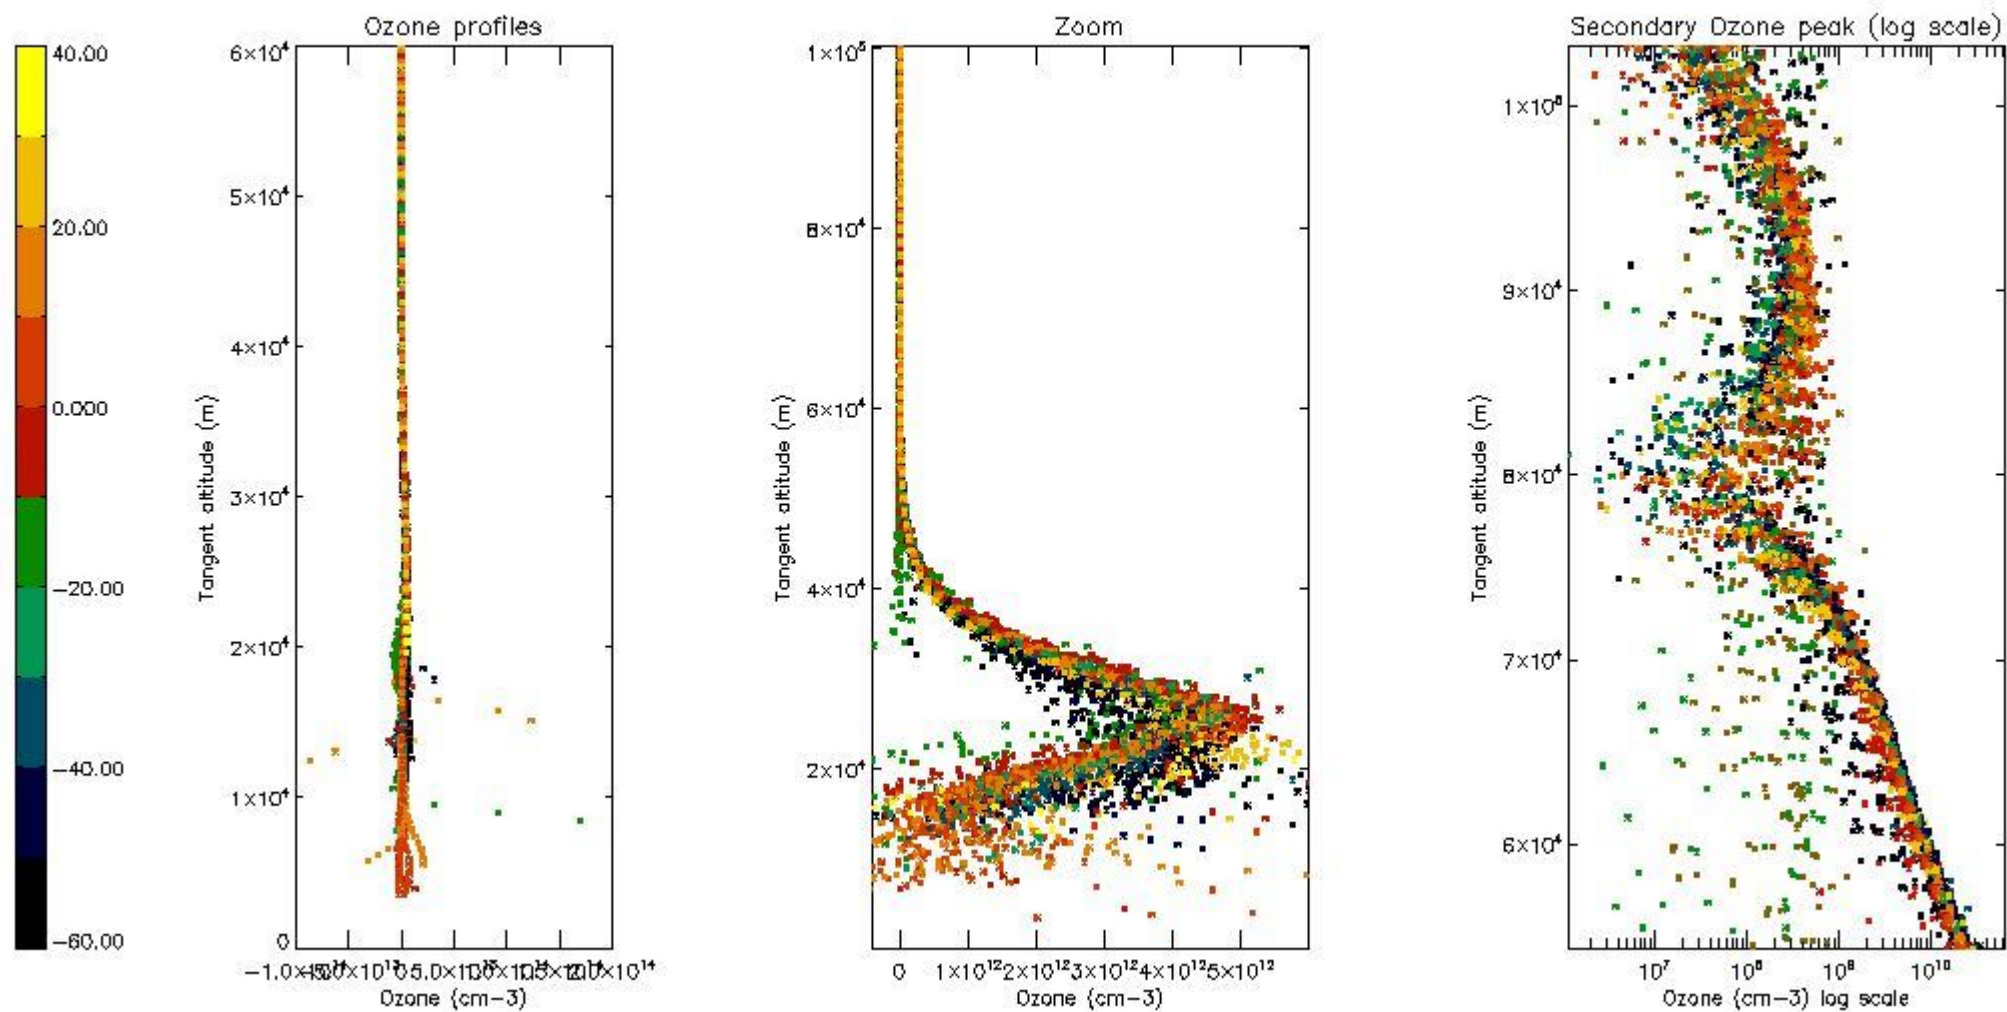 Ozone profiles
Zoom
Secondary Ozone peak (log scale)
40.00
20.00
0.000
−20.00
−40.00
−60.00
6×10⁴
5×10⁴
4×10⁴
3×10⁴
2×10⁴
1×10⁴
0
Tangent altitude (m)
Ozone (cm−3)
1×10⁵
8×10⁴
6×10⁴
4×10⁴
2×10⁴
Tangent altitude (m)
0 1×10¹² 2×10¹² 3×10¹² 4×10¹² 5×10¹²
Ozone (cm−3)
1×10⁵
9×10⁴
8×10⁴
7×10⁴
6×10⁴
Tangent altitude (m)
10⁷ 10⁸ 10⁹ 10¹⁰
Ozone (cm−3) log scale